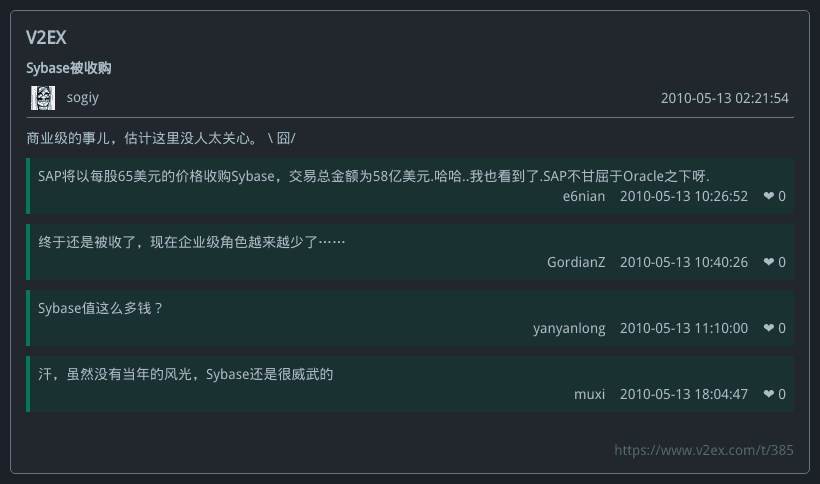 V2EX
Sybase被收购
sogiy 2010-05-13 02:21:54
商业级的事儿，估计这里没人太关心。 \ 囧/
SAP将以每股65美元的价格收购Sybase，交易总金额为58亿美元.哈哈..我也看到了.SAP不甘屈于Oracle之下呀.
e6nian 2010-05-13 10:26:52 ❤ 0
终于还是被收了，现在企业级角色越来越少了……
GordianZ 2010-05-13 10:40:26 ❤ 0
Sybase值这么多钱？
yanyanlong 2010-05-13 11:10:00 ❤ 0
汗，虽然没有当年的风光，Sybase还是很威武的
muxi 2010-05-13 18:04:47 ❤ 0
https://www.v2ex.com/t/385